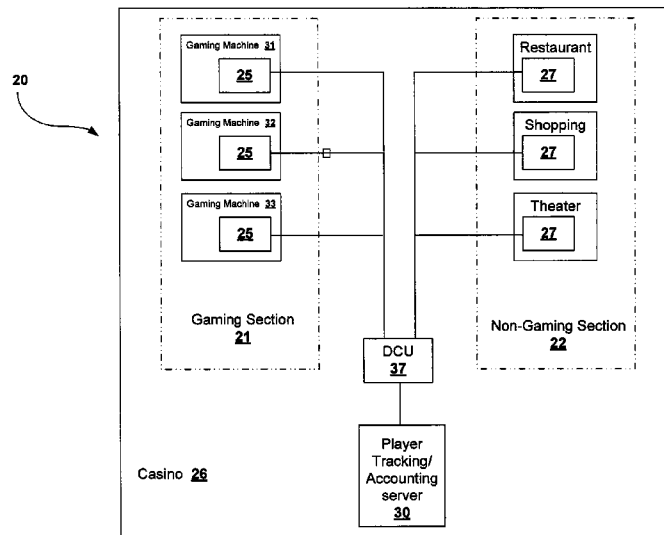 20
Gaming Machine 31
25
Gaming Machine 32
25
Gaming Machine 33
25
Gaming Section
21
Restaurant
27
Shopping
27
Theater
27
Non-Gaming Section
22
DCU
37
Player
Tracking/
Accounting
server
30
Casino 26